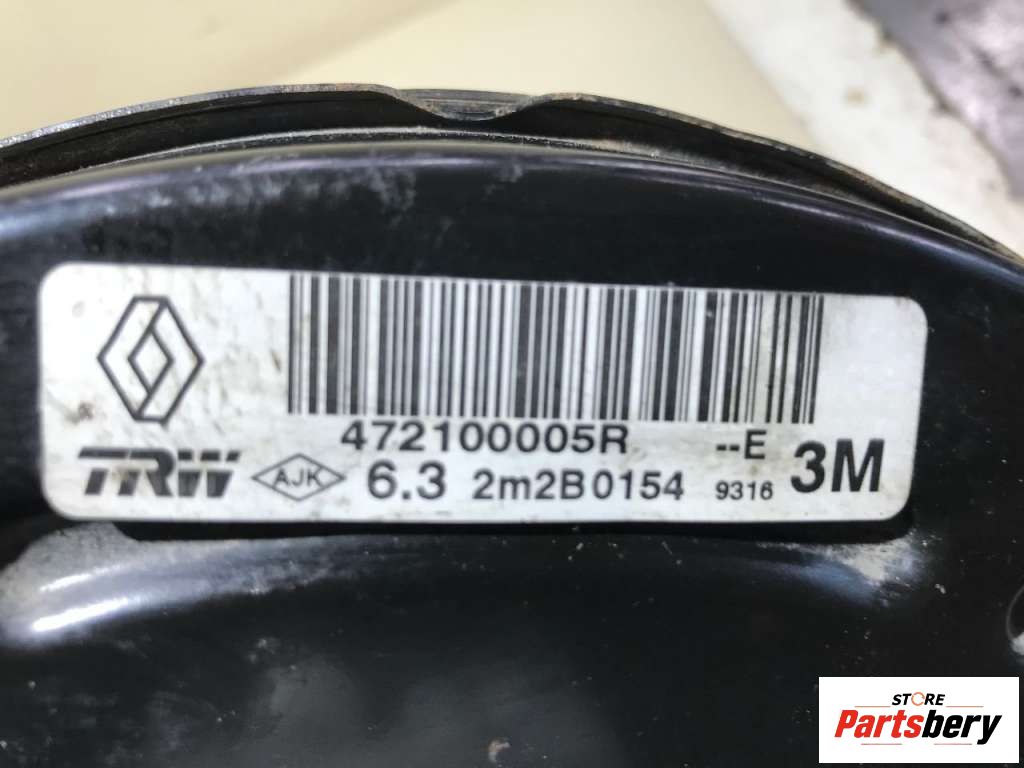 472100005R --E
TRW AJK 6.3 2m2B0154 9316 3M
STORE
Partsbery